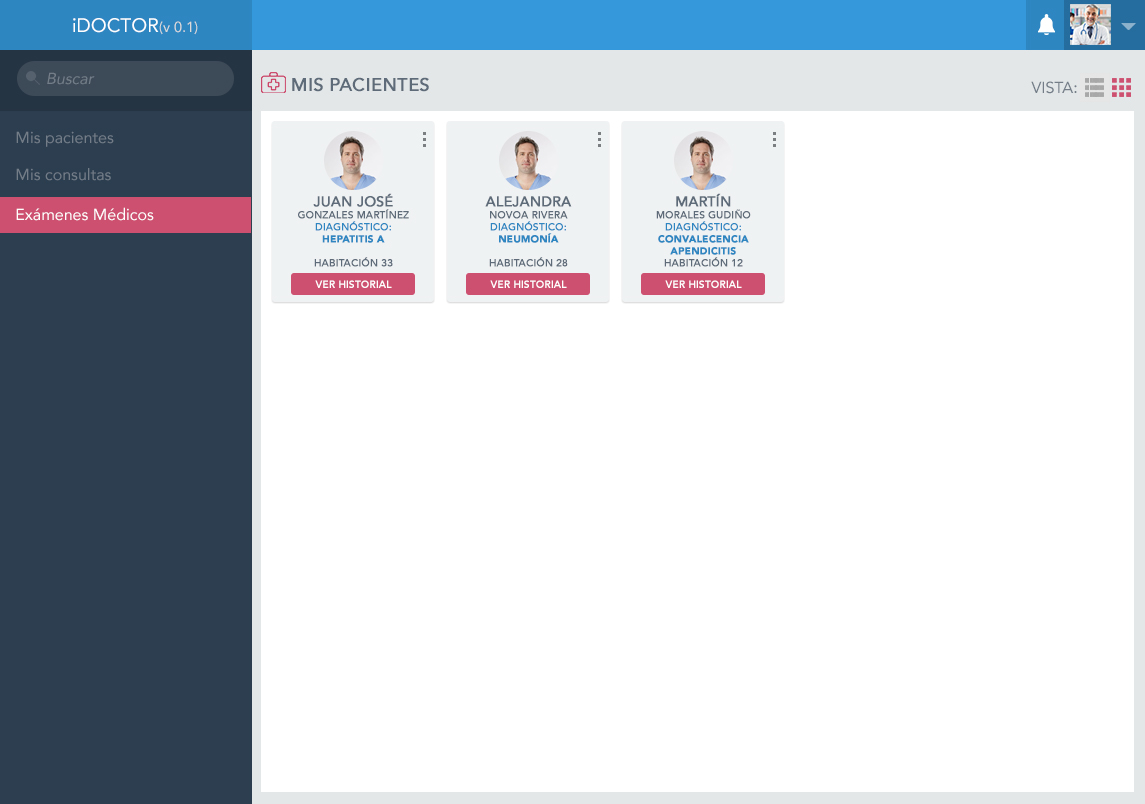 iDOCTOR(v 0.1)
Buscar
Mis pacientes
Mis consultas
Exámenes Médicos
MIS PACIENTES
VISTA:
JUAN JOSÉ
GONZALES MARTÍNEZ
DIAGNÓSTICO:
HEPATITIS A
HABITACIÓN 33
VER HISTORIAL
ALEJANDRA
NOVOA RIVERA
DIAGNÓSTICO:
NEUMONÍA
HABITACIÓN 28
VER HISTORIAL
MARTÍN
MORALES GUDIÑO
DIAGNÓSTICO:
CONVALECENCIA
APENDICITIS
HABITACIÓN 12
VER HISTORIAL